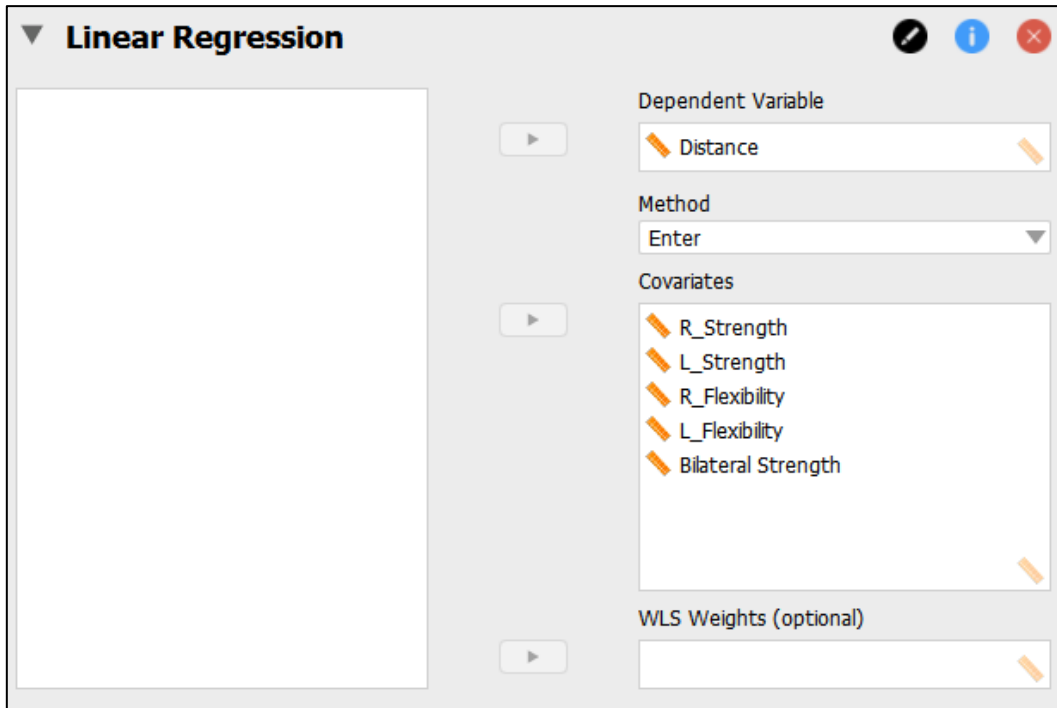 Linear Regression
Dependent Variable
Distance
Method
Enter
Covariates
R_Strength
L_Strength
R_Flexibility
L_Flexibility
Bilateral Strength
WLS Weights (optional)